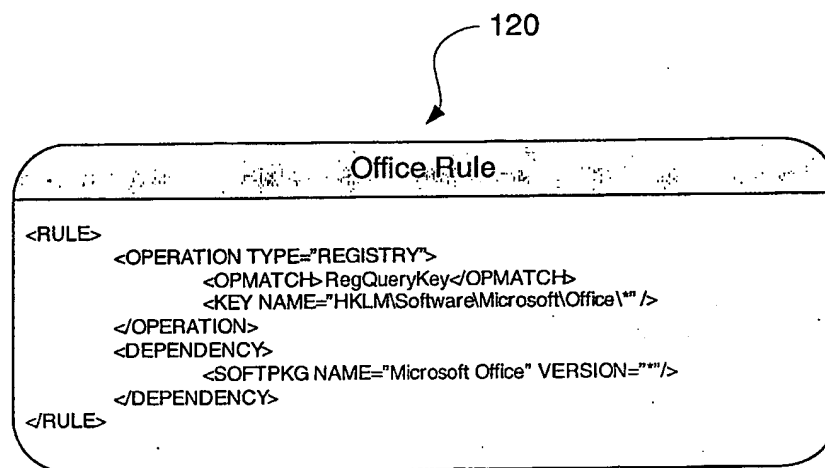 120
Office Rule
<RULE>
<OPERATION TYPE="REGISTRY">
<OPMATCH>RegQueryKey</OPMATCH>
<KEY NAME="HKLM\Software\Microsoft\Office\*" />
</OPERATION>
<DEPENDENCY>
<SOFTPKG NAME="Microsoft Office" VERSION="*"/>
</DEPENDENCY>
</RULE>